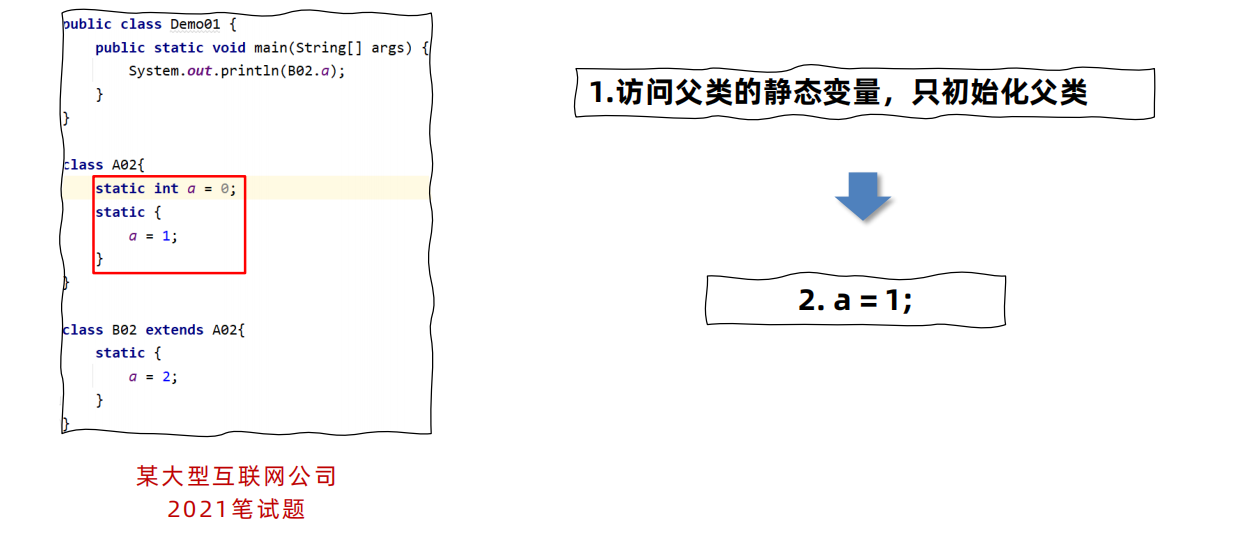 public class Demo01 {
public static void main(String[] args) {
System.out.println(B02.a);
}
}
class A02{
static int a = 0;
static {
a = 1;
}
}
class B02 extends A02{
static {
a = 2;
}
}
某大型互联网公司
2021笔试题
1.访问父类的静态变量，只初始化父类
2. a = 1;